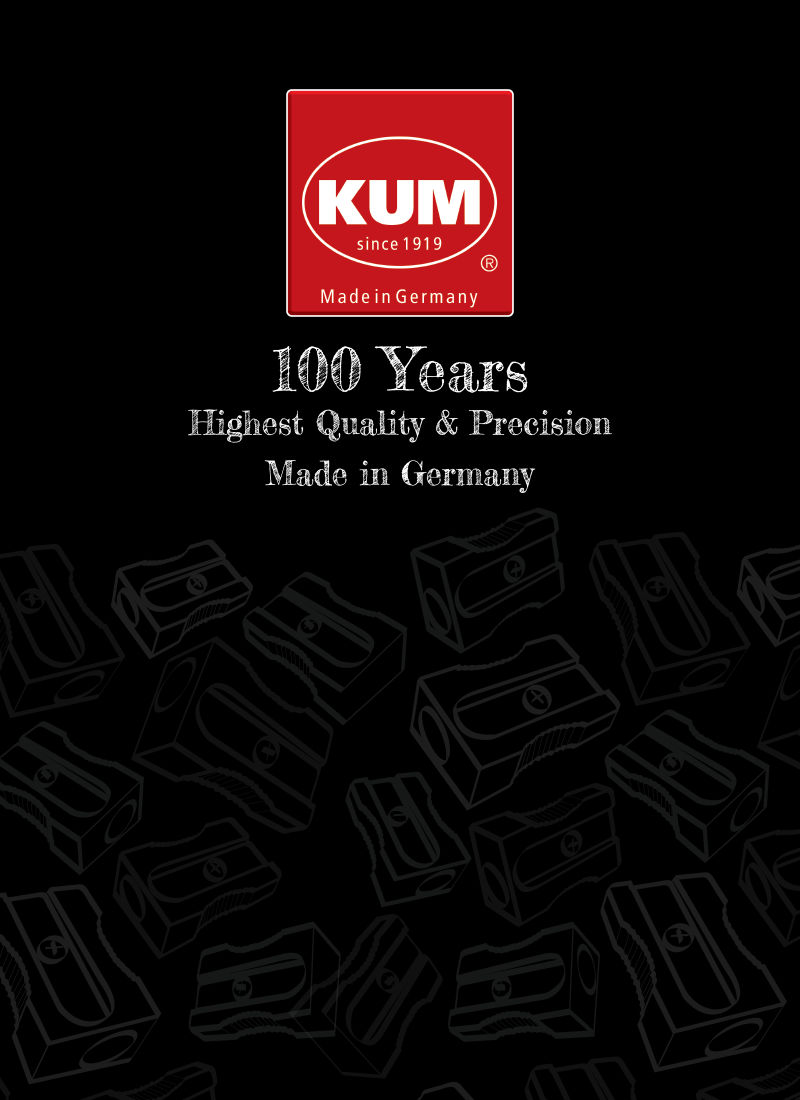 KUM
since 1919
®
Made in Germany
100 Years
Highest Quality & Precision
Made in Germany